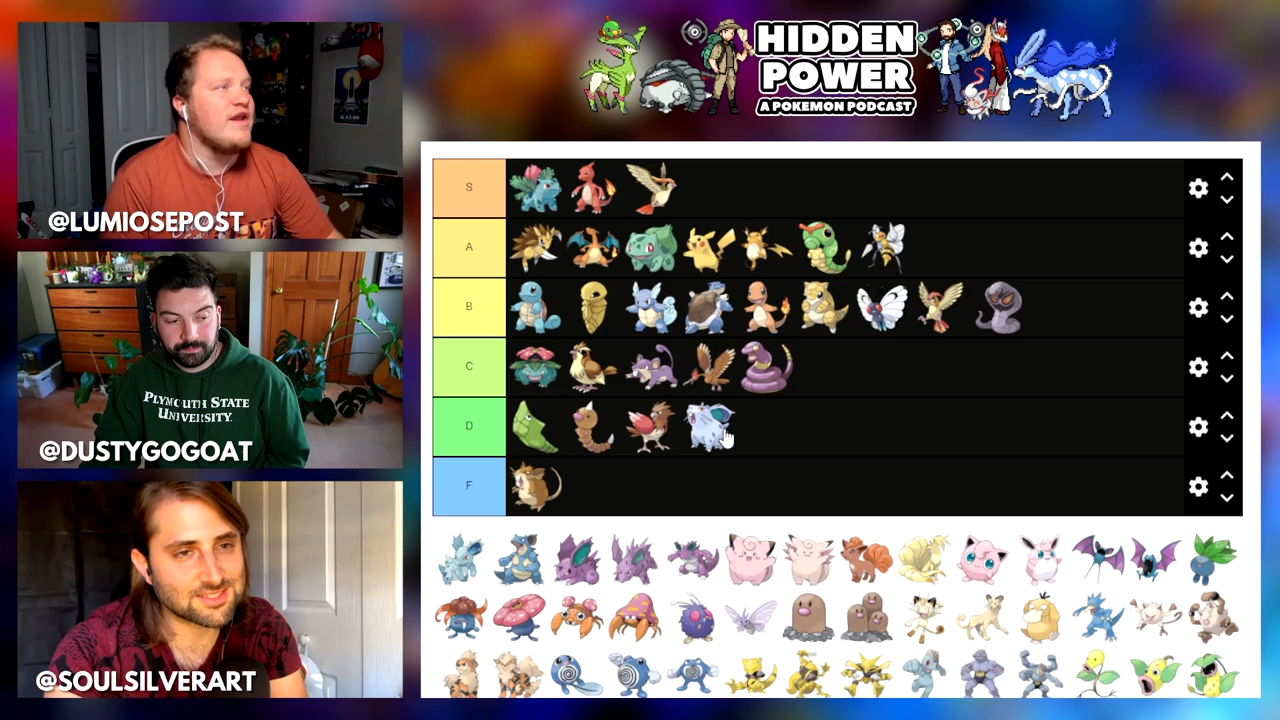 HIDDEN
POWER
A POKEMON PODCAST
@LUMIOSEPOST
PLYMOUTH STATE
UNIVERSITY.
@DUSTYGOGOAT
@SOULSILVERART
S
A
B
C
D
F